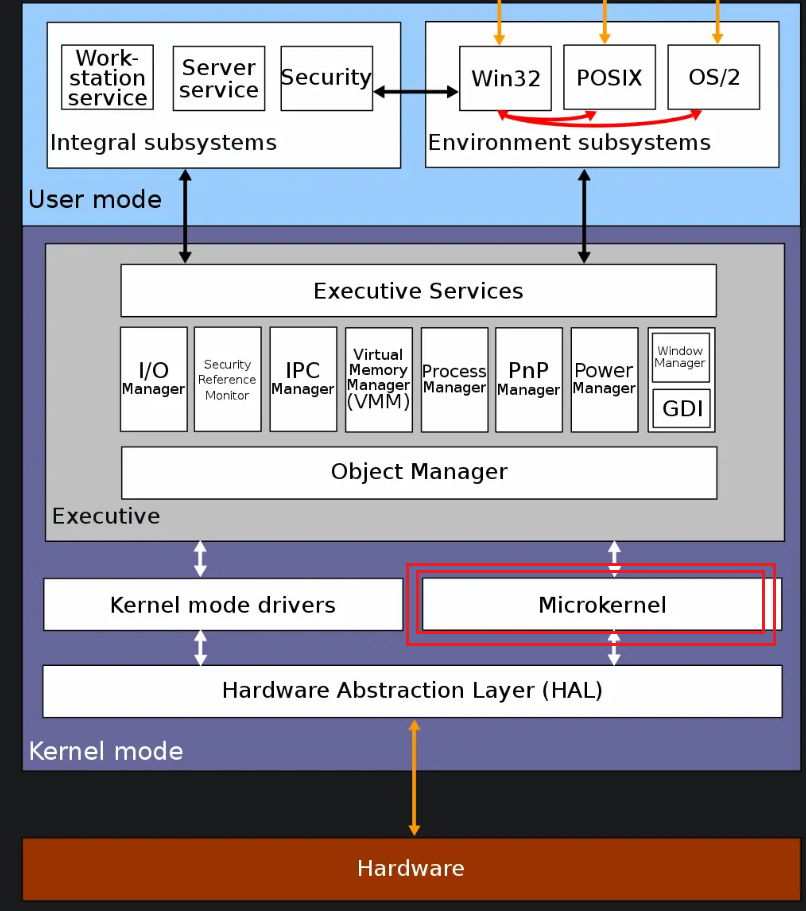 Work-
station
service
Server
service
Security
Win32
POSIX
OS/2
Integral subsystems
Environment subsystems
User mode
Executive Services
I/O
Manager
Security
Reference
Monitor
IPC
Manager
Virtual
Memory
Manager
(VMM)
Process
Manager
PnP
Manager
Power
Manager
Window
Manager
GDI
Object Manager
Executive
Kernel mode drivers
Microkernel
Hardware Abstraction Layer (HAL)
Kernel mode
Hardware